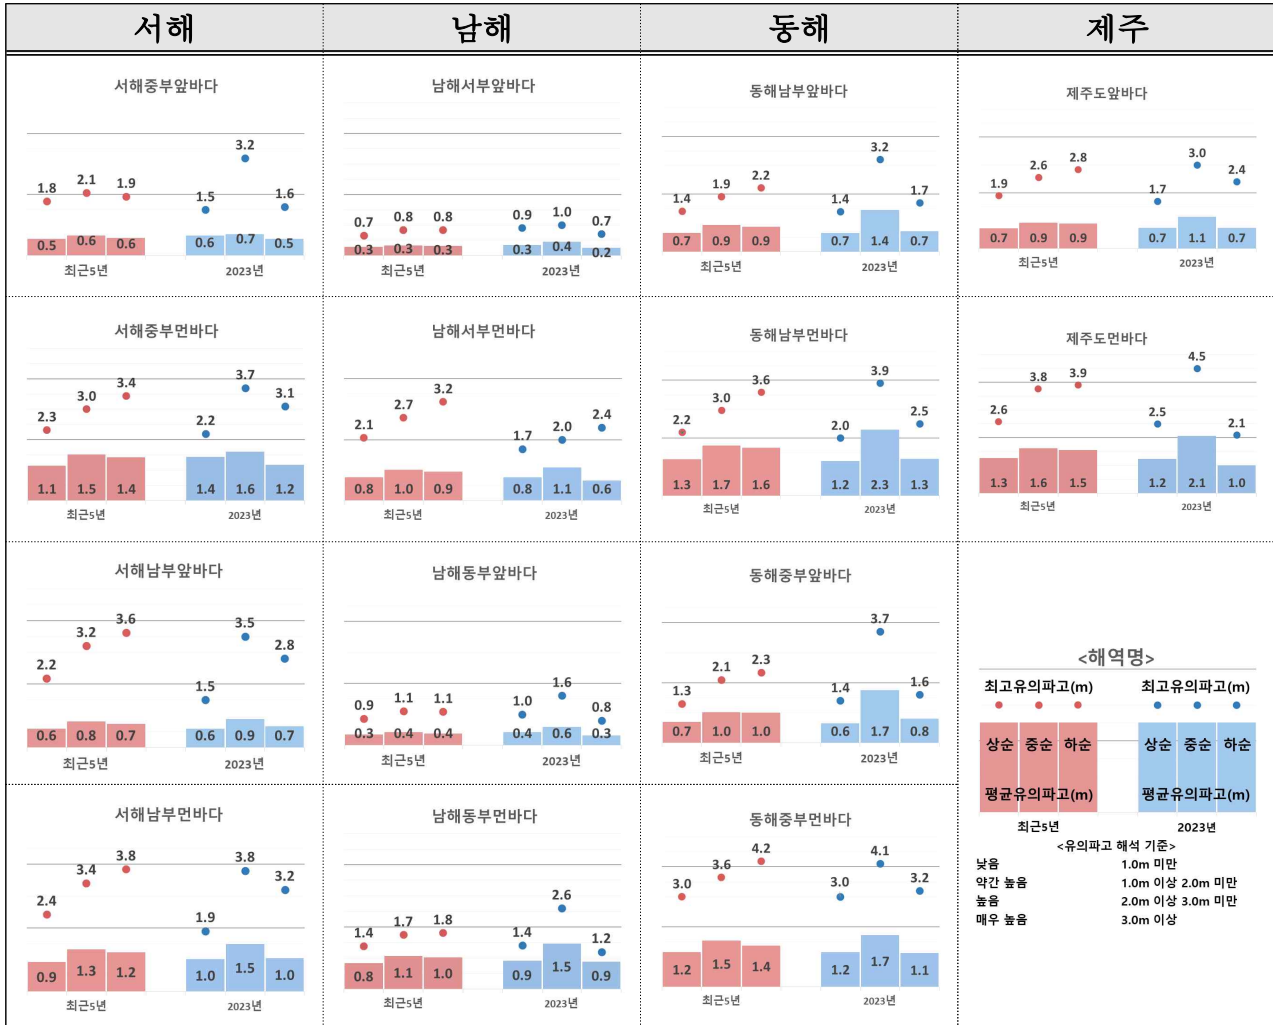 서해 남해 동해 제주
서해중부앞바다
1.8 2.1 1.9 1.5 3.2 1.6
0.5 0.6 0.6 0.6 0.7 0.5
최근5년 2023년
남해서부앞바다
0.7 0.8 0.8 0.9 1.0 0.7
0.3 0.3 0.3 0.3 0.4 0.2
최근5년 2023년
동해남부앞바다
1.4 1.9 2.2 1.4 3.2 1.7
0.7 0.9 0.9 0.7 1.4 0.7
최근5년 2023년
제주도앞바다
1.9 2.6 2.8 1.7 3.0 2.4
0.7 0.9 0.9 0.7 1.1 0.7
최근5년 2023년
서해중부먼바다
2.3 3.0 3.4 2.2 3.7 3.1
1.1 1.5 1.4 1.4 1.6 1.2
최근5년 2023년
남해서부먼바다
2.1 2.7 3.2 1.7 2.0 2.4
0.8 1.0 0.9 0.8 1.1 0.6
최근5년 2023년
동해남부먼바다
2.2 3.0 3.6 2.0 3.9 2.5
1.3 1.7 1.6 1.2 2.3 1.3
최근5년 2023년
제주도먼바다
2.6 3.8 3.9 2.5 4.5 2.1
1.3 1.6 1.5 1.2 2.1 1.0
최근5년 2023년
서해남부앞바다
2.2 3.2 3.6 1.5 3.5 2.8
0.6 0.8 0.7 0.6 0.9 0.7
최근5년 2023년
남해동부앞바다
0.9 1.1 1.1 1.0 1.6 0.8
0.3 0.4 0.4 0.4 0.6 0.3
최근5년 2023년
동해중부앞바다
1.3 2.1 2.3 1.4 3.7 1.6
0.7 1.0 1.0 0.6 1.7 0.8
최근5년 2023년
<해역명>
최고유의파고(m) 최고유의파고(m)
상순 중순 하순 상순 중순 하순
평균유의파고(m) 평균유의파고(m)
최근5년 2023년
<유의파고 해석 기준>
낮음 1.0m 미만
약간 높음 1.0m 이상 2.0m 미만
높음 2.0m 이상 3.0m 미만
매우 높음 3.0m 이상
서해남부먼바다
2.4 3.4 3.8 1.9 3.8 3.2
0.9 1.3 1.2 1.0 1.5 1.0
최근5년 2023년
남해동부먼바다
1.4 1.7 1.8 1.4 2.6 1.2
0.8 1.1 1.0 0.9 1.5 0.9
최근5년 2023년
동해중부먼바다
3.0 3.6 4.2 3.0 4.1 3.2
1.2 1.5 1.4 1.2 1.7 1.1
최근5년 2023년